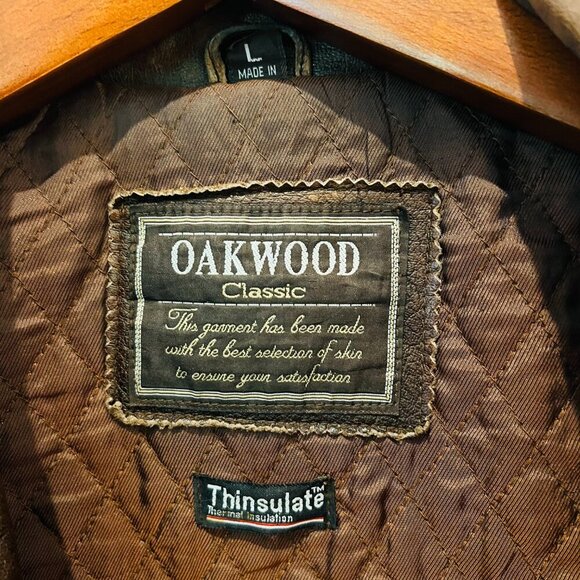 L
MADE IN
OAKWOOD
Classic
This garment has been made
with the best selection of skin
to ensure your satisfaction
Thinsulate™
Thermal Insulation